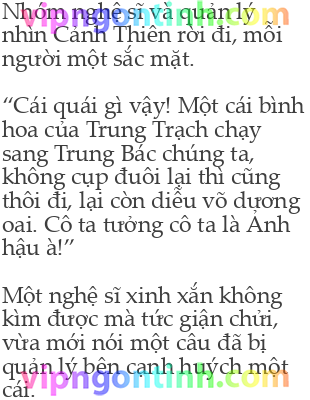 Nhóm nghệ sĩ và quản lý
nhìn Cảnh Thiên rời đi, mỗi
người một sắc mặt.
“Cái quái gì vậy! Một cái bình
hoa của Trung Trạch chạy
sang Trung Bác chúng ta,
không cụp đuôi lại thì cũng
thôi đi, lại còn diễu võ dương
oai. Cô ta tưởng cô ta là Ảnh
hậu à!”
Một nghệ sĩ xinh xắn không
kìm được mà tức giận chửi,
vừa mới nói một câu đã bị
quản lý bên cạnh huých một
cái.
vipngontinh.com
vipngontinh.com